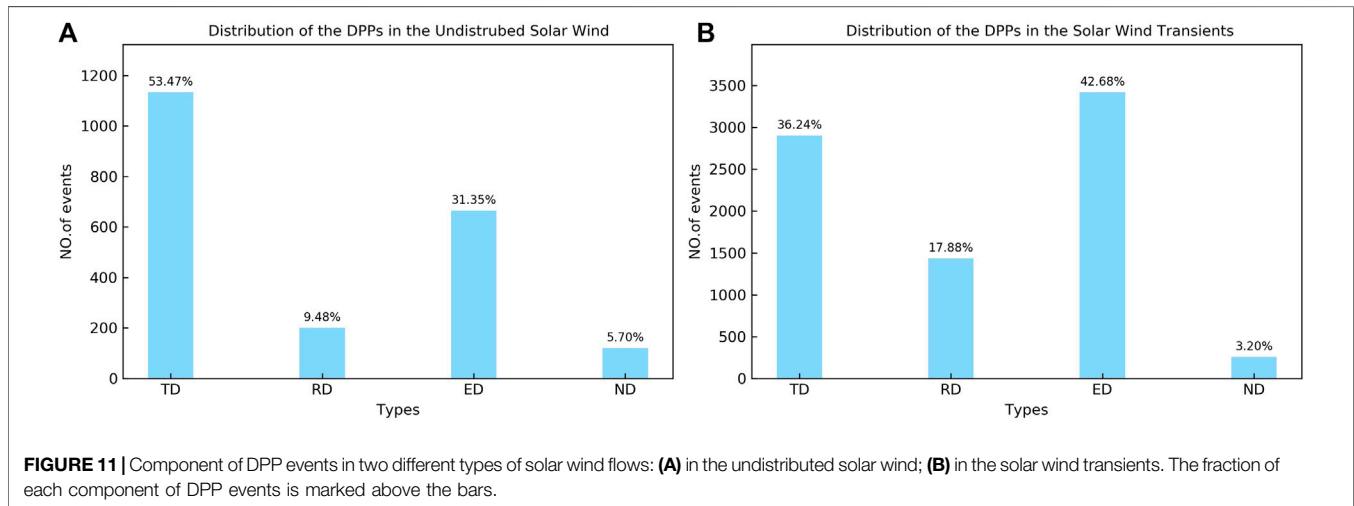 A
Distribution of the DPPs in the Undistrubed Solar Wind
1200
1000
800
600
400
200
0
NO.of events
53.47%
9.48%
31.35%
5.70%
TD RD ED ND
Types
B
Distribution of the DPPs in the Solar Wind Transients
3500
3000
2500
2000
1500
1000
500
0
NO.of events
36.24%
17.88%
42.68%
3.20%
TD RD ED ND
Types
FIGURE 11 | Component of DPP events in two different types of solar wind flows: (A) in the undistributed solar wind; (B) in the solar wind transients. The fraction of
each component of DPP events is marked above the bars.